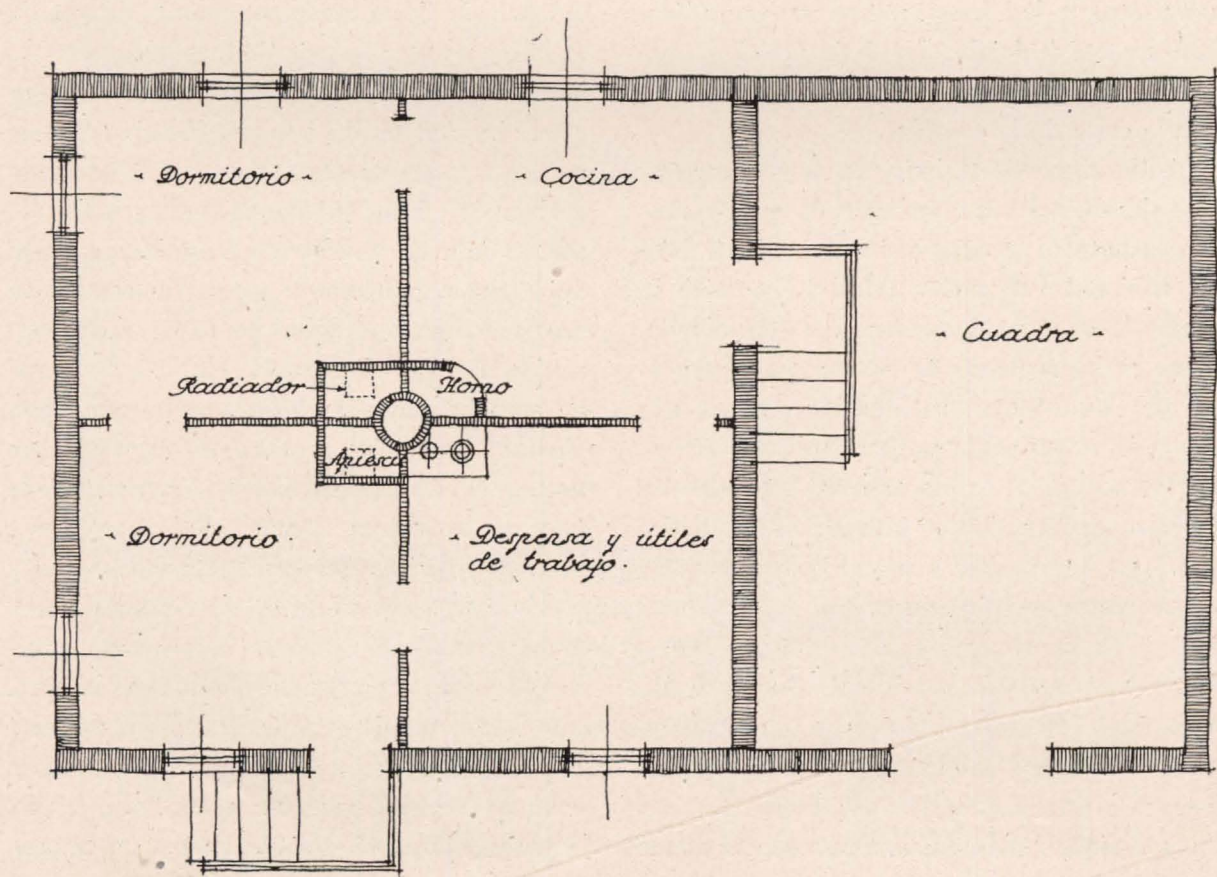 - Dormitorio -
- Cocina -
- Cuadra -
Radiador
Horno
- Dormitorio -
- Despensa y útiles
de trabajo.